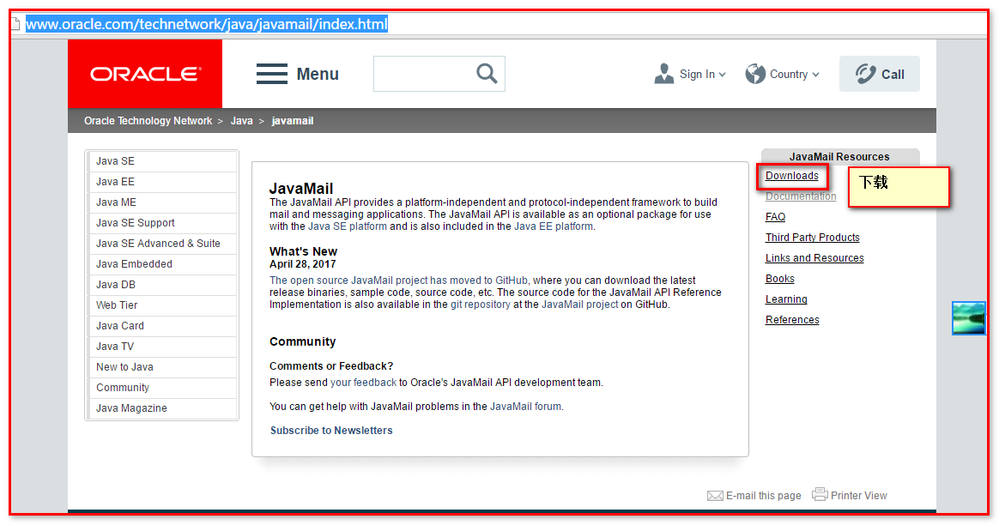 www.oracle.com/technetwork/java/javamail/index.html
ORACLE®
Menu
Sign In
Country
Call
Oracle Technology Network > Java > javamail
Java SE
Java EE
Java ME
Java SE Support
Java SE Advanced & Suite
Java Embedded
Java DB
Web Tier
Java Card
Java TV
New to Java
Community
Java Magazine
JavaMail
The JavaMail API provides a platform-independent and protocol-independent framework to build
mail and messaging applications. The JavaMail API is available as an optional package for use
with the Java SE platform and is also included in the Java EE platform.
What's New
April 28, 2017
The open source JavaMail project has moved to GitHub, where you can download the latest
release binaries, sample code, source code, etc. The source code for the JavaMail API Reference
Implementation is also available in the git repository at the JavaMail project on GitHub.
Community
Comments or Feedback?
Please send your feedback to Oracle's JavaMail API development team.
You can get help with JavaMail problems in the JavaMail forum.
Subscribe to Newsletters
JavaMail Resources
Downloads
下载
Documentation
FAQ
Third Party Products
Links and Resources
Books
Learning
References
E-mail this page
Printer View